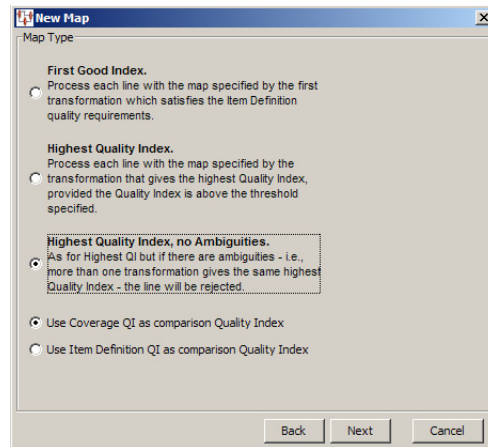 New Map
Map Type
First Good Index.
Process each line with the map specified by the first
transformation which satisfies the Item Definition
quality requirements.
Highest Quality Index.
Process each line with the map specified by the
transformation that gives the highest Quality Index,
provided the Quality Index is above the threshold
specified.
Highest Quality Index, no Ambiguities.
As for Highest QI but if there are ambiguities - i.e.,
more than one transformation gives the same highest
Quality Index - the line will be rejected.
Use Coverage QI as comparison Quality Index
Use Item Definition QI as comparison Quality Index
Back Next Cancel